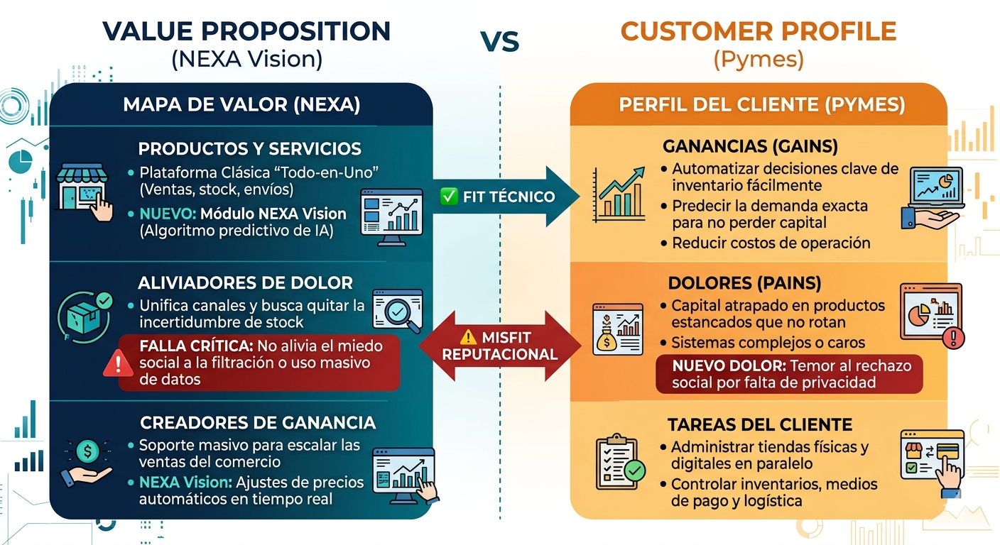 VALUE PROPOSITION
(NEXA Vision)
VS
CUSTOMER PROFILE
(Pymes)
MAPA DE VALOR (NEXA)
PRODUCTOS Y SERVICIOS
• Plataforma Clásica “Todo-en-Uno”
(Ventas, stock, envíos)
• NUEVO: Módulo NEXA Vision
(Algoritmo predictivo de IA)
ALIVIADORES DE DOLOR
• Unifica canales y busca quitar la
incertidumbre de stock
FALLA CRÍTICA: No alivia el miedo
social a la filtración o uso masivo
de datos
CREADORES DE GANANCIA
• Soporte masivo para escalar las
ventas del comercio
• NEXA Vision: Ajustes de precios
automáticos en tiempo real
✅ FIT TÉCNICO
⚠️ MISFIT
REPUTACIONAL
PERFIL DEL CLIENTE (PYMES)
GANANCIAS (GAINS)
• Automatizar decisiones clave de
inventario fácilmente
• Predecir la demanda exacta
para no perder capital
• Reducir costos de operación
DOLORES (PAINS)
• Capital atrapado en productos
estancados que no rotan
• Sistemas complejos o caros
NUEVO DOLOR: Temor al rechazo
social por falta de privacidad
TAREAS DEL CLIENTE
• Administrar tiendas físicas y
digitales en paralelo
• Controlar inventarios, medios
de pago y logística